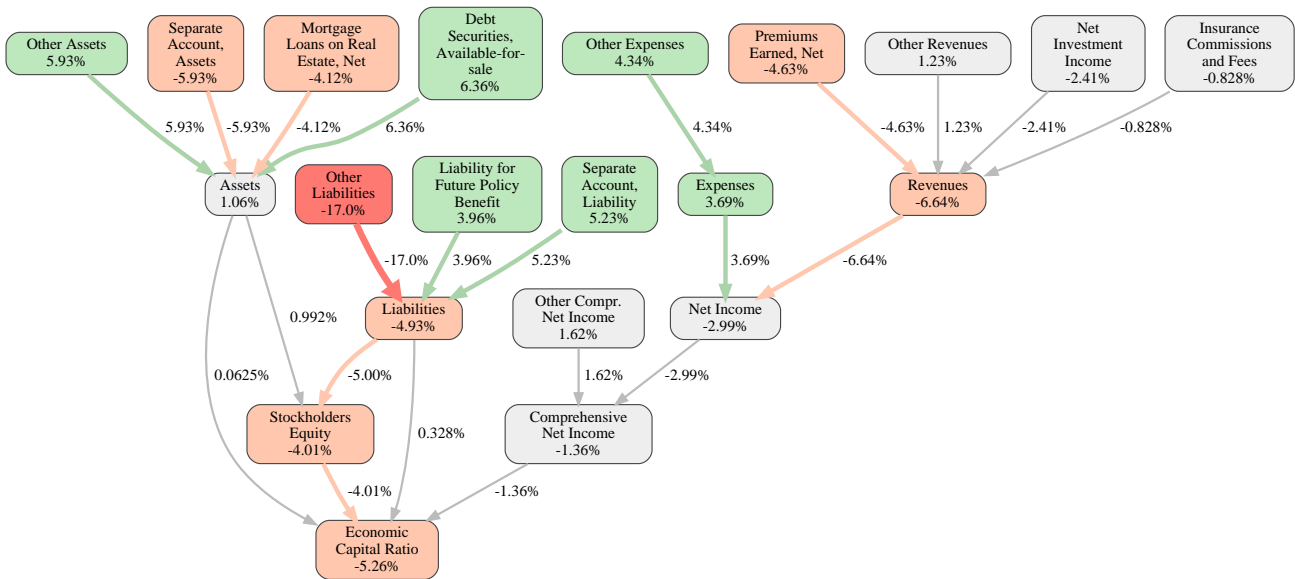 Other Assets
5.93%
Separate
Account,
Assets
-5.93%
Mortgage
Loans on Real
Estate, Net
-4.12%
Debt
Securities,
Available-for-
sale
6.36%
Other Expenses
4.34%
Premiums
Earned, Net
-4.63%
Other Revenues
1.23%
Net
Investment
Income
-2.41%
Insurance
Commissions
and Fees
-0.828%
5.93%
-5.93%
-4.12%
6.36%
4.34%
-4.63%
1.23%
-2.41%
-0.828%
Assets
1.06%
Other
Liabilities
-17.0%
Liability for
Future Policy
Benefit
3.96%
Separate
Account,
Liability
5.23%
Expenses
3.69%
Revenues
-6.64%
-17.0%
3.96%
5.23%
3.69%
-6.64%
0.992%
Liabilities
-4.93%
Other Compr.
Net Income
1.62%
Net Income
-2.99%
0.0625%
-5.00%
1.62%
-2.99%
Stockholders
Equity
-4.01%
0.328%
Comprehensive
Net Income
-1.36%
-4.01%
-1.36%
Economic
Capital Ratio
-5.26%